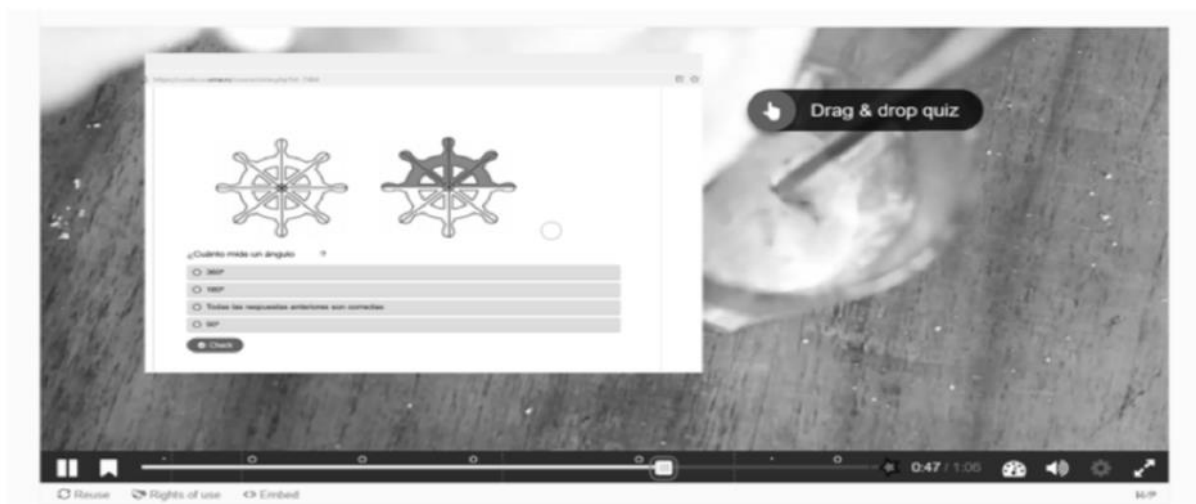 Drag & drop quiz
¿Cuánto mide un ángulo ?
360º
180º
Todas las respuestas anteriores son correctas
90º
Check
0:47 / 1:06
Reuse Rights of use Embed
H-P